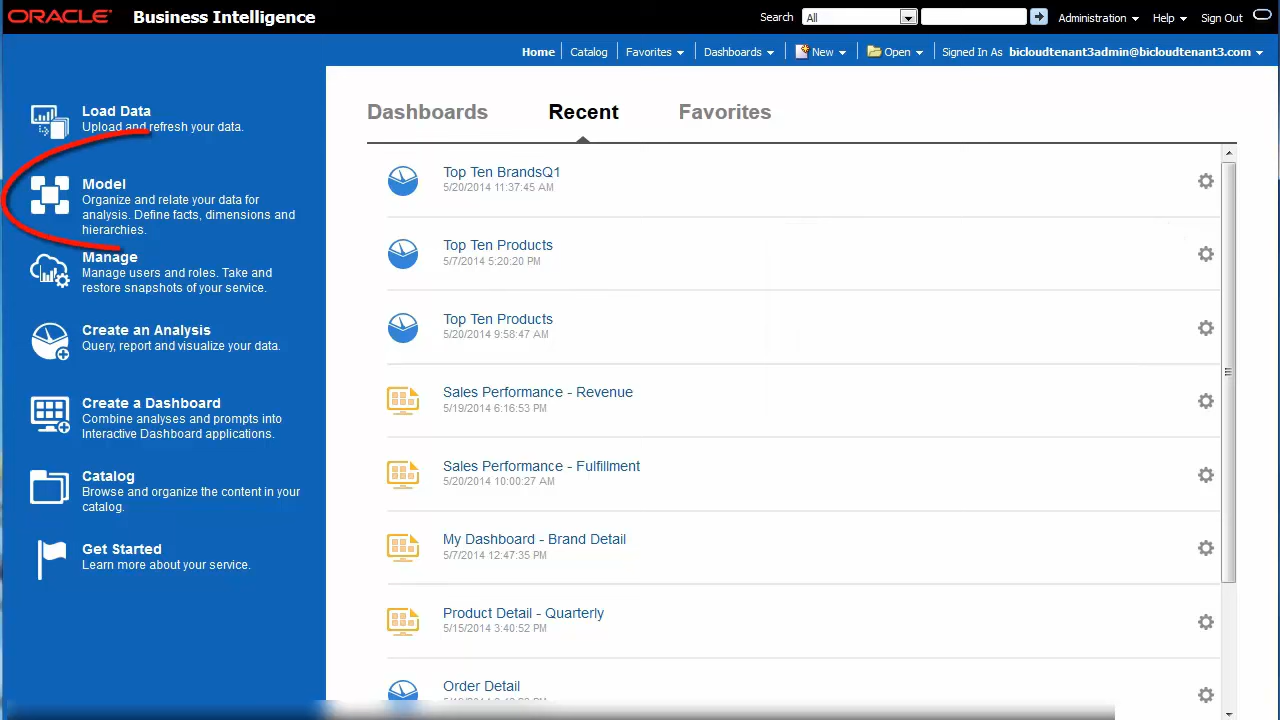 ORACLE Business Intelligence
Search All Administration Help Sign Out
Home Catalog Favorites Dashboards New Open Signed In As bicloudtenant3admin@bicloudtenant3.com
Load Data
Upload and refresh your data.
Model
Organize and relate your data for
analysis. Define facts, dimensions and
hierarchies.
Manage
Manage users and roles. Take and
restore snapshots of your service.
Create an Analysis
Query, report and visualize your data.
Create a Dashboard
Combine analyses and prompts into
Interactive Dashboard applications.
Catalog
Browse and organize the content in your
catalog.
Get Started
Learn more about your service.
Dashboards Recent Favorites
Top Ten BrandsQ1
5/20/2014 11:37:45 AM
Top Ten Products
5/7/2014 5:20:20 PM
Top Ten Products
5/20/2014 9:58:47 AM
Sales Performance - Revenue
5/19/2014 6:16:53 PM
Sales Performance - Fulfillment
5/20/2014 10:00:27 AM
My Dashboard - Brand Detail
5/7/2014 12:47:35 PM
Product Detail - Quarterly
5/15/2014 3:40:52 PM
Order Detail